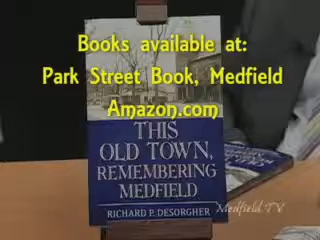 Books available at:
Park Street Book, Medfield
Amazon.com
THIS
OLD TOWN,
REMEMBERING
MEDFIELD
RICHARD P. DESORGHER
Medfield.TV